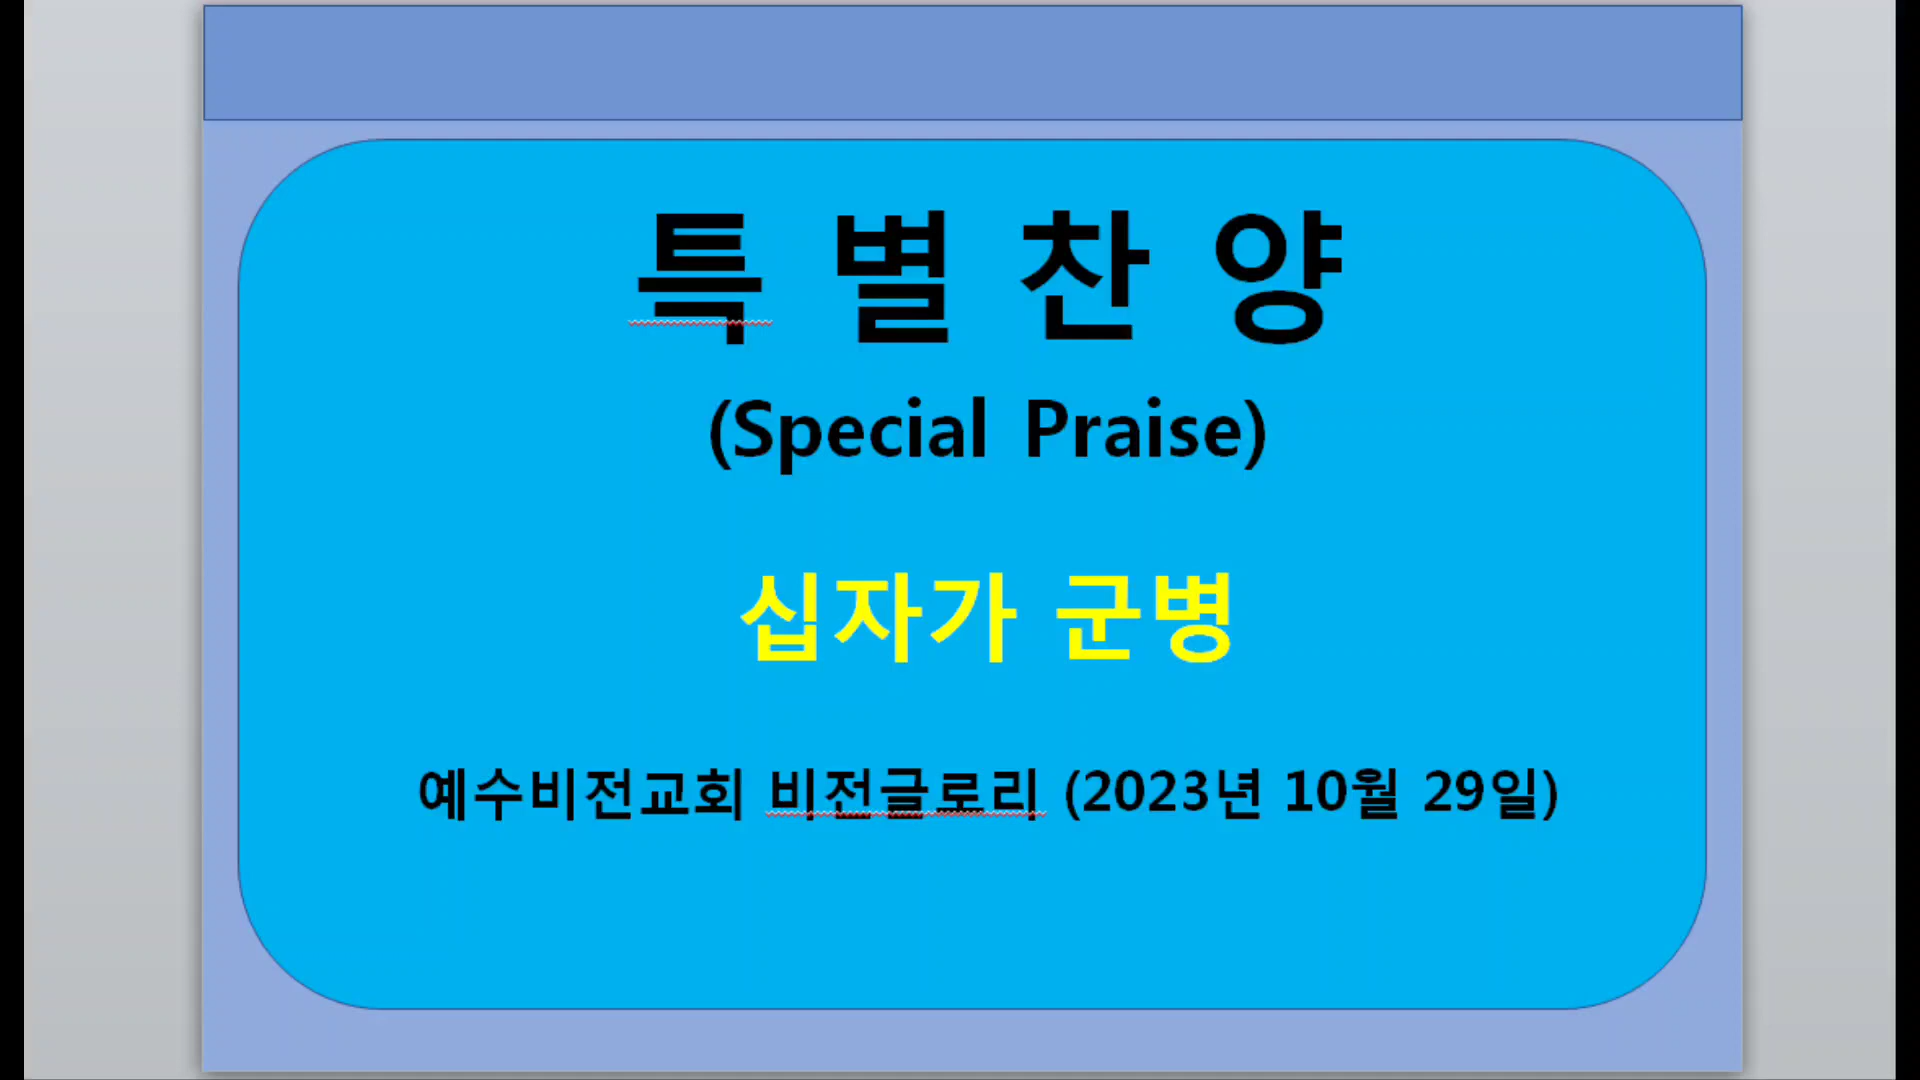 특 별 찬 양
(Special Praise)
십자가 군병
예수비전교회 비전글로리 (2023년 10월 29일)